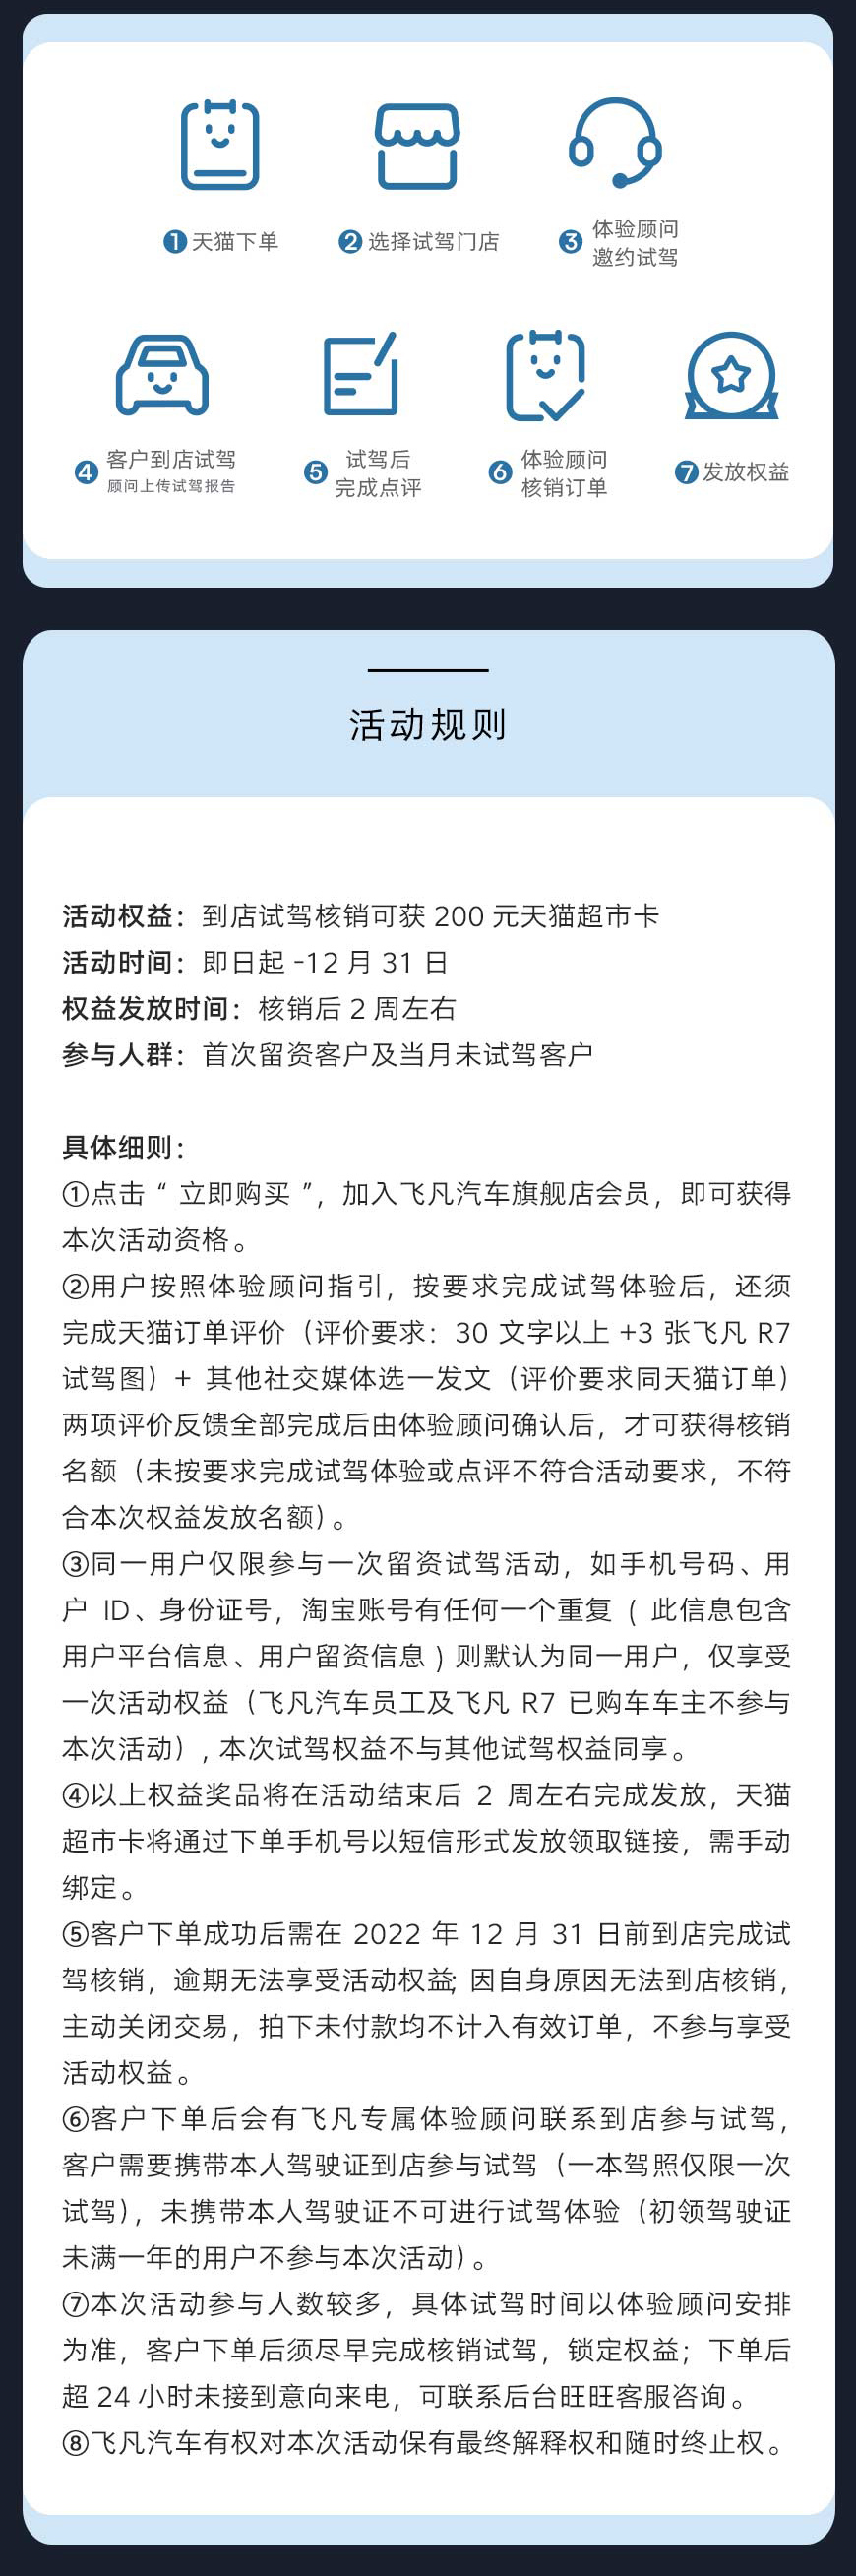 1 天猫下单
2 选择试驾门店
3 体验顾问
邀约试驾
4 客户到店试驾
顾问上传试驾报告
5 试驾后
完成点评
6 体验顾问
核销订单
7 发放权益
活动规则
活动权益：到店试驾核销可获 200 元天猫超市卡
活动时间：即日起 -12 月 31 日
权益发放时间：核销后 2 周左右
参与人群：首次留资客户及当月未试驾客户
具体细则：
①点击 “ 立即购买 ”，加入飞凡汽车旗舰店会员，即可获得
本次活动资格。
②用户按照体验顾问指引，按要求完成试驾体验后，还须
完成天猫订单评价（评价要求：30 文字以上 +3 张飞凡 R7
试驾图）+ 其他社交媒体选一发文（评价要求同天猫订单）
两项评价反馈全部完成后由体验顾问确认后，才可获得核销
名额（未按要求完成试驾体验或点评不符合活动要求，不符
合本次权益发放名额）。
③同一用户仅限参与一次留资试驾活动，如手机号码、用
户 ID、身份证号，淘宝账号有任何一个重复 ( 此信息包含
用户平台信息、用户留资信息 ) 则默认为同一用户，仅享受
一次活动权益（飞凡汽车员工及飞凡 R7 已购车车主不参与
本次活动）, 本次试驾权益不与其他试驾权益同享。
④以上权益奖品将在活动结束后 2 周左右完成发放，天猫
超市卡将通过下单手机号以短信形式发放领取链接，需手动
绑定。
⑤客户下单成功后需在 2022 年 12 月 31 日前到店完成试
驾核销，逾期无法享受活动权益; 因自身原因无法到店核销，
主动关闭交易，拍下未付款均不计入有效订单，不参与享受
活动权益。
⑥客户下单后会有飞凡专属体验顾问联系到店参与试驾，
客户需要携带本人驾驶证到店参与试驾（一本驾照仅限一次
试驾），未携带本人驾驶证不可进行试驾体验（初领驾驶证
未满一年的用户不参与本次活动）。
⑦本次活动参与人数较多，具体试驾时间以体验顾问安排
为准，客户下单后须尽早完成核销试驾，锁定权益；下单后
超 24 小时未接到意向来电，可联系后台旺旺客服咨询。
⑧飞凡汽车有权对本次活动保有最终解释权和随时终止权。